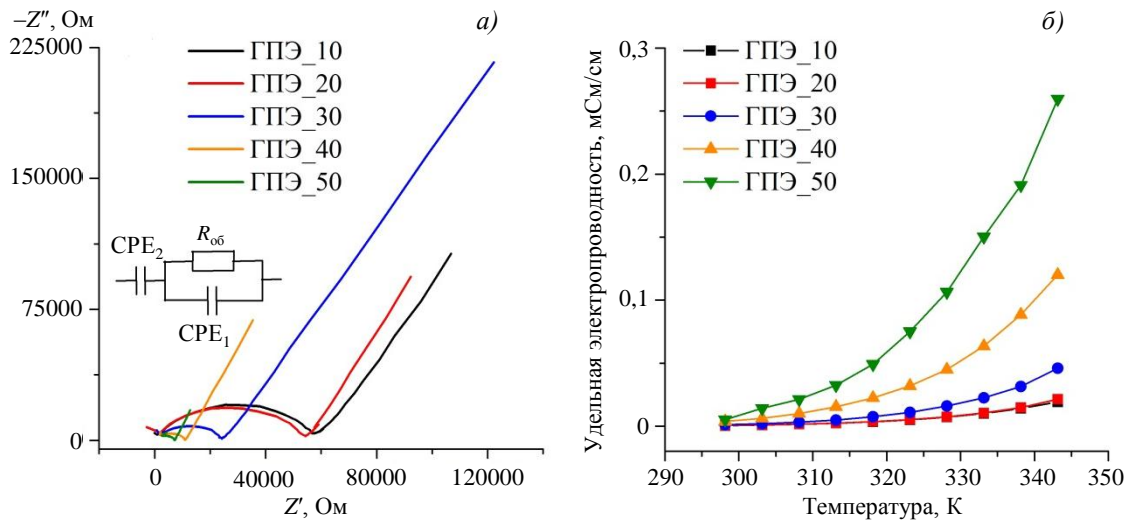 –Z″, Ом
а)
225000
150000
75000
0
ГПЭ_10
ГПЭ_20
ГПЭ_30
ГПЭ_40
ГПЭ_50
CPE₂
Rоб
CPE₁
0
40000
80000
120000
Z′, Ом
б)
Удельная электропроводность, мСм/см
0,3
0,2
0,1
0
ГПЭ_10
ГПЭ_20
ГПЭ_30
ГПЭ_40
ГПЭ_50
290
300
310
320
330
340
350
Температура, К